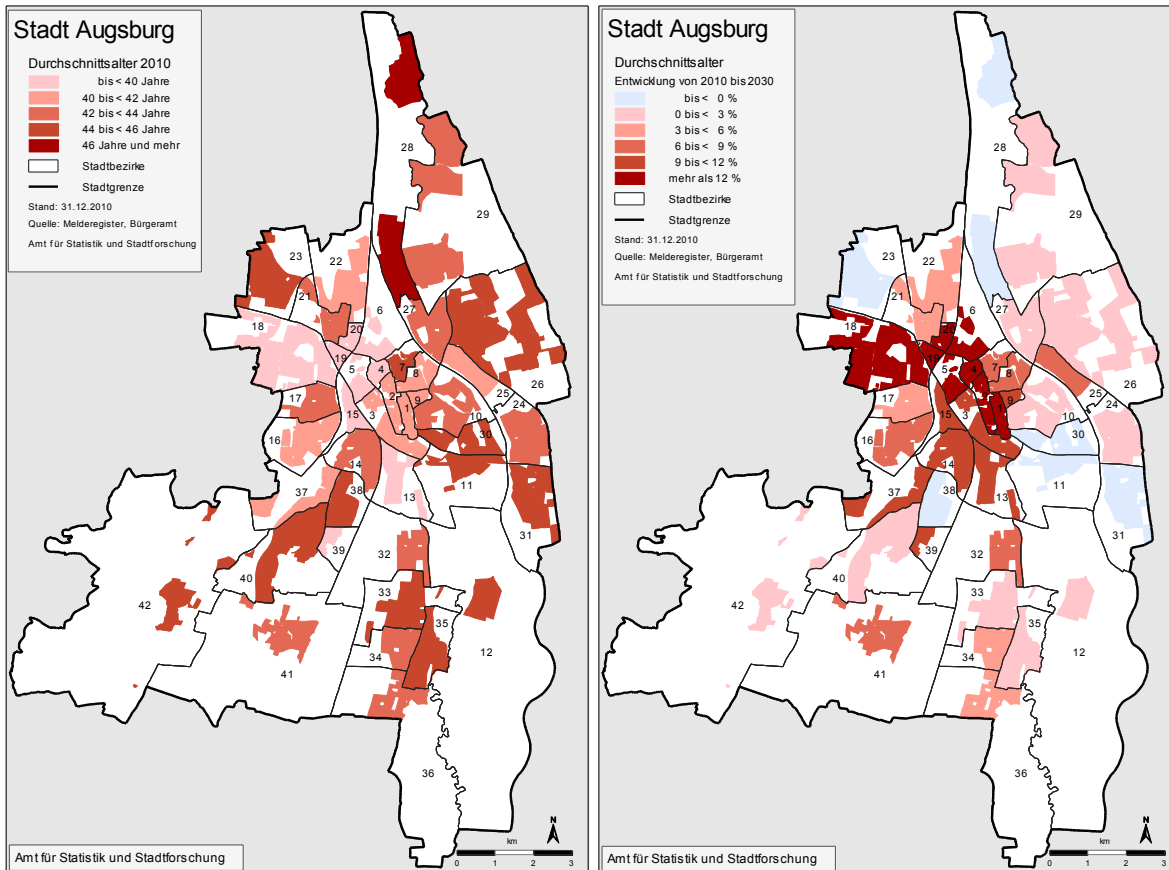 Stadt Augsburg
Durchschnittsalter 2010
bis < 40 Jahre
40 bis < 42 Jahre
42 bis < 44 Jahre
44 bis < 46 Jahre
46 Jahre und mehr
Stadtbezirke
Stadtgrenze
Stand: 31.12.2010
Quelle: Melderegister, Bürgeramt
Amt für Statistik und Stadtforschung
28
29
23
22
21
6
27
18
20
19
5
4
7
8
26
17
2
25
24
15
3
1
9
10
16
30
14
37
38
13
11
31
39
32
40
33
42
35
34
12
41
36
N
km
0 1 2 3
Amt für Statistik und Stadtforschung
Stadt Augsburg
Durchschnittsalter
Entwicklung von 2010 bis 2030
bis < 0 %
0 bis < 3 %
3 bis < 6 %
6 bis < 9 %
9 bis < 12 %
mehr als 12 %
Stadtbezirke
Stadtgrenze
Stand: 31.12.2010
Quelle: Melderegister, Bürgeramt
Amt für Statistik und Stadtforschung
28
29
23
22
21
6
27
18
20
19
5
4
7
8
26
17
25
24
15
3
1
9
10
16
30
14
37
38
13
11
31
39
32
40
33
42
35
34
12
41
36
N
km
0 1 2 3
Amt für Statistik und Stadtforschung